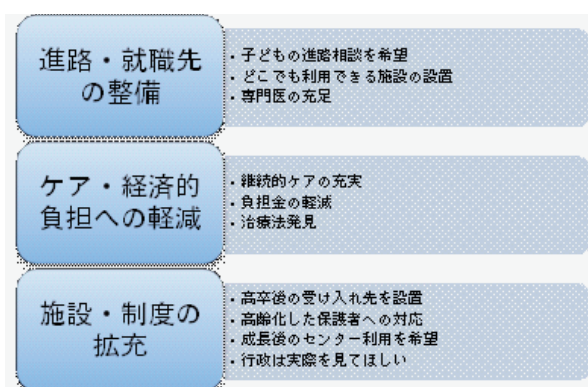 進路・就職先
の整備
・子どもの進路相談を希望
・どこでも利用できる施設の設置
・専門医の充足
ケア・経済的
負担への軽減
・継続的ケアの充実
・負担金の軽減
・治療法発見
施設・制度の
拡充
・高卒後の受け入れ先を設置
・高齢化した保護者への対応
・成長後のセンター利用を希望
・行政は実際を見てほしい